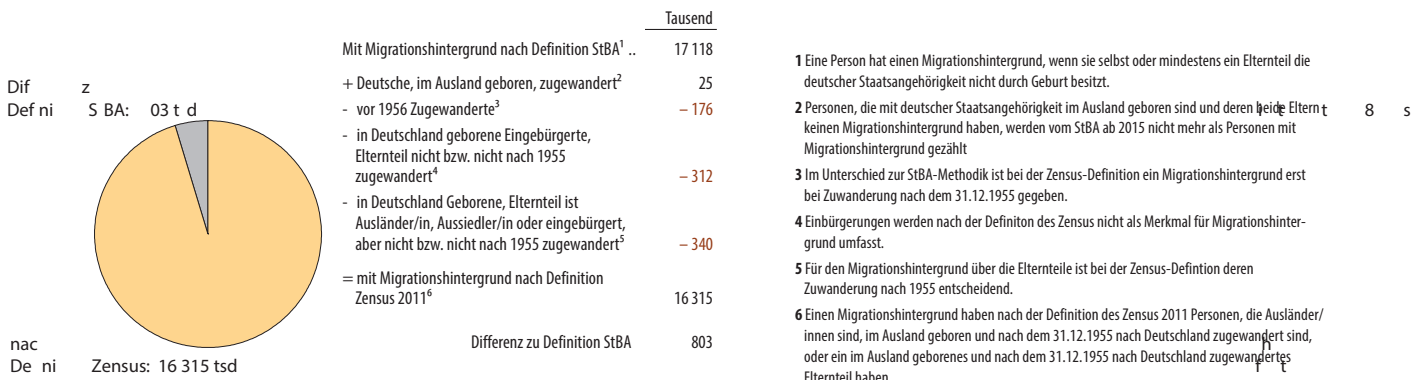 Tausend
Mit Migrationshintergrund nach Definition StBA¹ .. 17 118
+ Deutsche, im Ausland geboren, zugewandert² 25
- vor 1956 Zugewanderte³ – 176
- in Deutschland geborene Eingebürgerte,
Elternteil nicht bzw. nicht nach 1955
zugewandert⁴ – 312
- in Deutschland Geborene, Elternteil ist
Ausländer/in, Aussiedler/in oder eingebürgert,
aber nicht bzw. nicht nach 1955 zugewandert⁵ – 340
= mit Migrationshintergrund nach Definition
Zensus 2011⁶ 16 315
Differenz zu Definition StBA 803
Dif z
Def ni S BA: 03 t d
nac
De ni Zensus: 16 315 tsd
1 Eine Person hat einen Migrationshintergrund, wenn sie selbst oder mindestens ein Elternteil die
deutscher Staatsangehörigkeit nicht durch Geburt besitzt.
2 Personen, die mit deutscher Staatsangehörigkeit im Ausland geboren sind und deren beide Eltern
keinen Migrationshintergrund haben, werden vom StBA ab 2015 nicht mehr als Personen mit
Migrationshintergrund gezählt
3 Im Unterschied zur StBA-Methodik ist bei der Zensus-Definition ein Migrationshintergrund erst
bei Zuwanderung nach dem 31.12.1955 gegeben.
4 Einbürgerungen werden nach der Definiton des Zensus nicht als Merkmal für Migrationshinter-
grund umfasst.
5 Für den Migrationshintergrund über die Elternteile ist bei der Zensus-Defintion deren
Zuwanderung nach 1955 entscheidend.
6 Einen Migrationshintergrund haben nach der Definition des Zensus 2011 Personen, die Ausländer/
innen sind, im Ausland geboren und nach dem 31.12.1955 nach Deutschland zugewandert sind,
oder ein im Ausland geborenes und nach dem 31.12.1955 nach Deutschland zugewandertes
Elternteil haben
t 8 s
h
f t